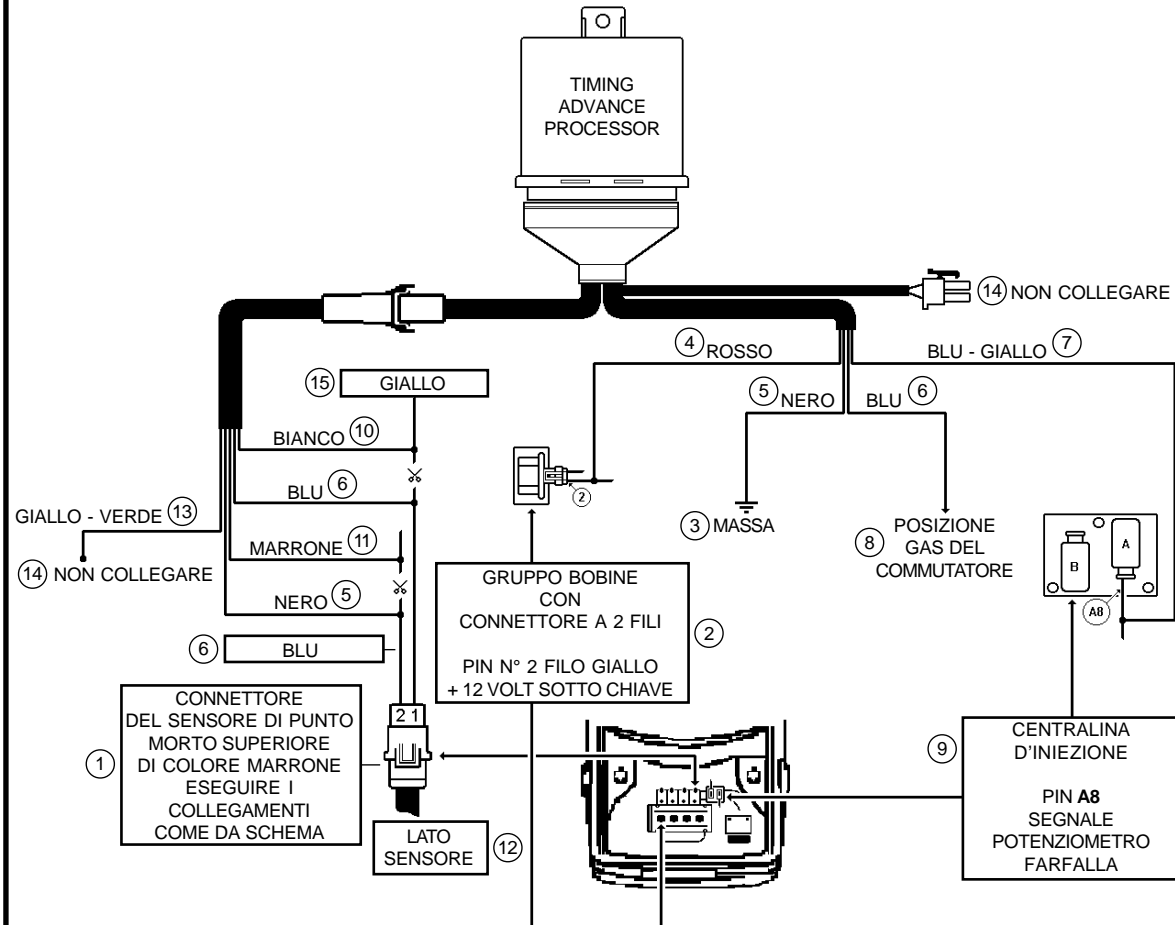 TIMING
ADVANCE
PROCESSOR
14 NON COLLEGARE
4 ROSSO
BLU - GIALLO 7
15 GIALLO
5 NERO
BLU 6
BIANCO 10
2
BLU 6
GIALLO - VERDE 13
3 MASSA
8 POSIZIONE
GAS DEL
COMMUTATORE
B
A
A8
MARRONE 11
14 NON COLLEGARE
NERO 5
GRUPPO BOBINE
CON
CONNETTORE A 2 FILI
PIN N° 2 FILO GIALLO
+ 12 VOLT SOTTO CHIAVE
2
6 BLU
2 1
1 CONNETTORE
DEL SENSORE DI PUNTO
MORTO SUPERIORE
DI COLORE MARRONE
ESEGUIRE I
COLLEGAMENTI
COME DA SCHEMA
LATO
SENSORE 12
9 CENTRALINA
D'INIEZIONE
PIN A8
SEGNALE
POTENZIOMETRO
FARFALLA